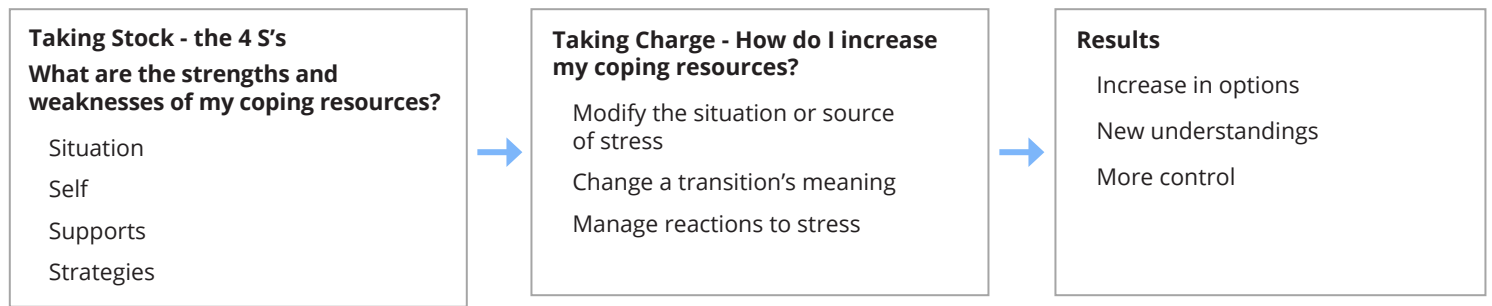 Taking Stock - the 4 S’s
What are the strengths and
weaknesses of my coping resources?
Situation
Self
Supports
Strategies
Taking Charge - How do I increase
my coping resources?
Modify the situation or source
of stress
Change a transition’s meaning
Manage reactions to stress
Results
Increase in options
New understandings
More control